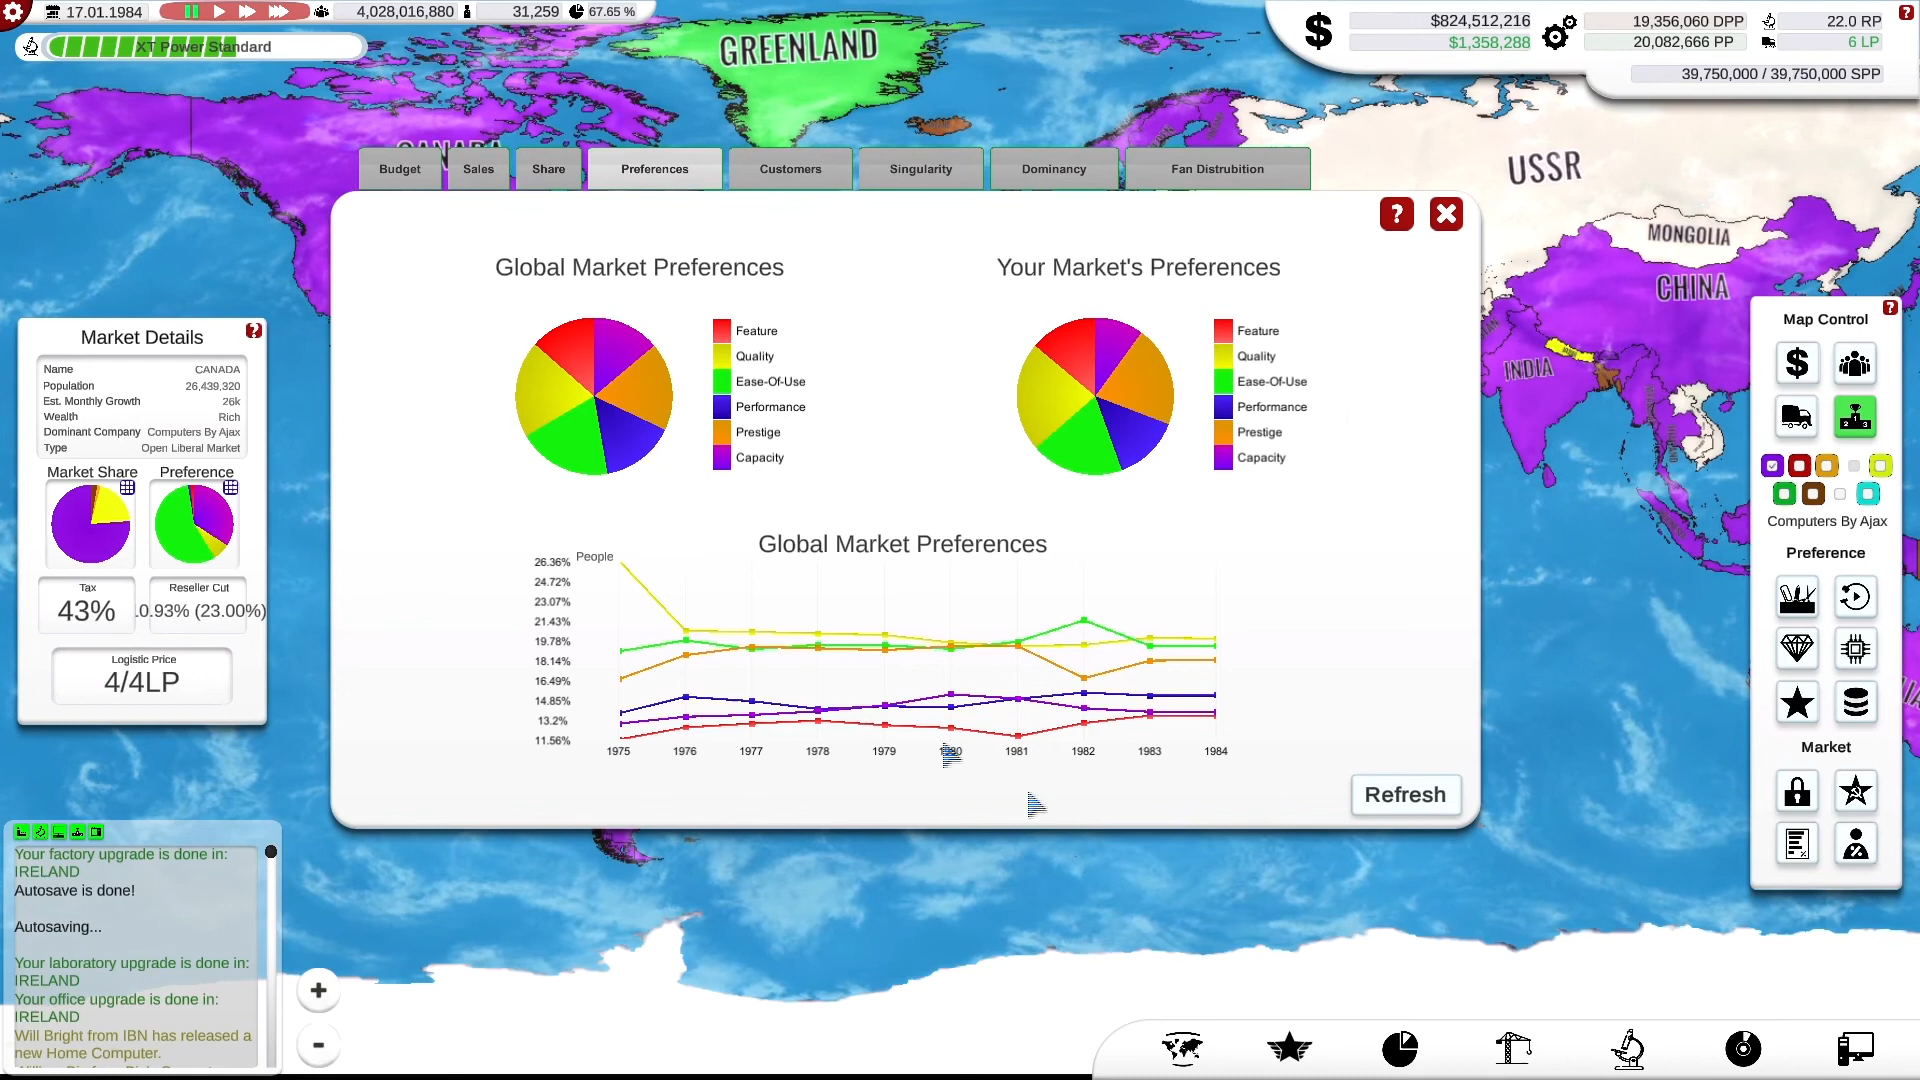 17.01.1984
4,028,016,880
31,259
67.65 %
XT Power Standard
$824,512,216
$1,358,288
19,356,060 DPP
20,082,666 PP
22.0 RP
6 LP
39,750,000 / 39,750,000 SPP
?
GREENLAND
CANADA
USSR
MONGOLIA
CHINA
INDIA
Budget
Sales
Share
Preferences
Customers
Singularity
Dominancy
Fan Distrubition
?
Global Market Preferences
Feature
Quality
Ease-Of-Use
Performance
Prestige
Capacity
Your Market's Preferences
Feature
Quality
Ease-Of-Use
Performance
Prestige
Capacity
Global Market Preferences
People
26.36%
24.72%
23.07%
21.43%
19.78%
18.14%
16.49%
14.85%
13.2%
11.56%
1975
1976
1977
1978
1979
1980
1981
1982
1983
1984
Refresh
Market Details
?
Name CANADA
Population 26,439,320
Est. Monthly Growth 26k
Wealth Rich
Dominant Company Computers By Ajax
Type Open Liberal Market
Market Share
Preference
Tax
43%
Reseller Cut
0.93% (23.00%)
Logistic Price
4/4LP
Your factory upgrade is done in:
IRELAND
Autosave is done!
Autosaving...
Your laboratory upgrade is done in:
IRELAND
Your office upgrade is done in:
IRELAND
Will Bright from IBN has released a
new Home Computer.
+
-
?
Map Control
Computers By Ajax
Preference
Market